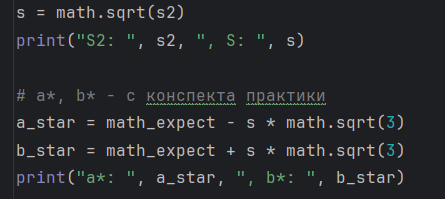 s = math.sqrt(s2)
print("S2: ", s2, ", S: ", s)
# a*, b* - с конспекта практики
a_star = math_expect - s * math.sqrt(3)
b_star = math_expect + s * math.sqrt(3)
print("a*: ", a_star, ", b*: ", b_star)